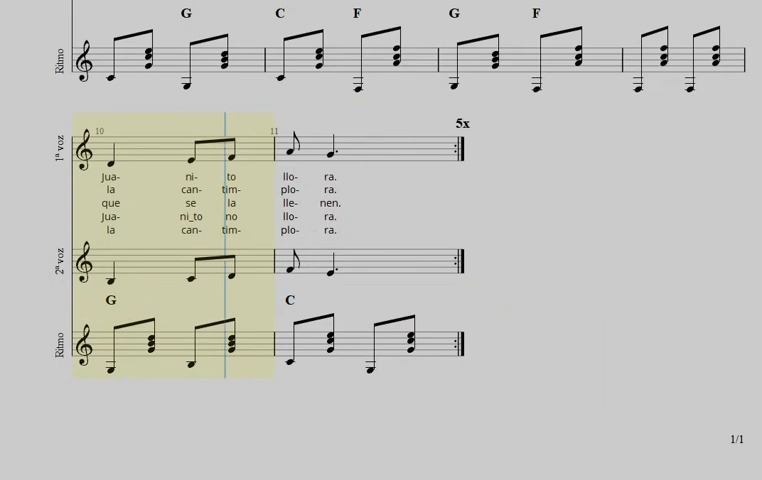 G C F G F
Ritmo
10 11 5x
1ª voz
Jua- ni- to llo- ra.
la can- tim- plo- ra.
que se la lle- nen.
Jua- ni_to no llo- ra.
la can- tim- plo- ra.
2ª voz
G C
Ritmo
1/1